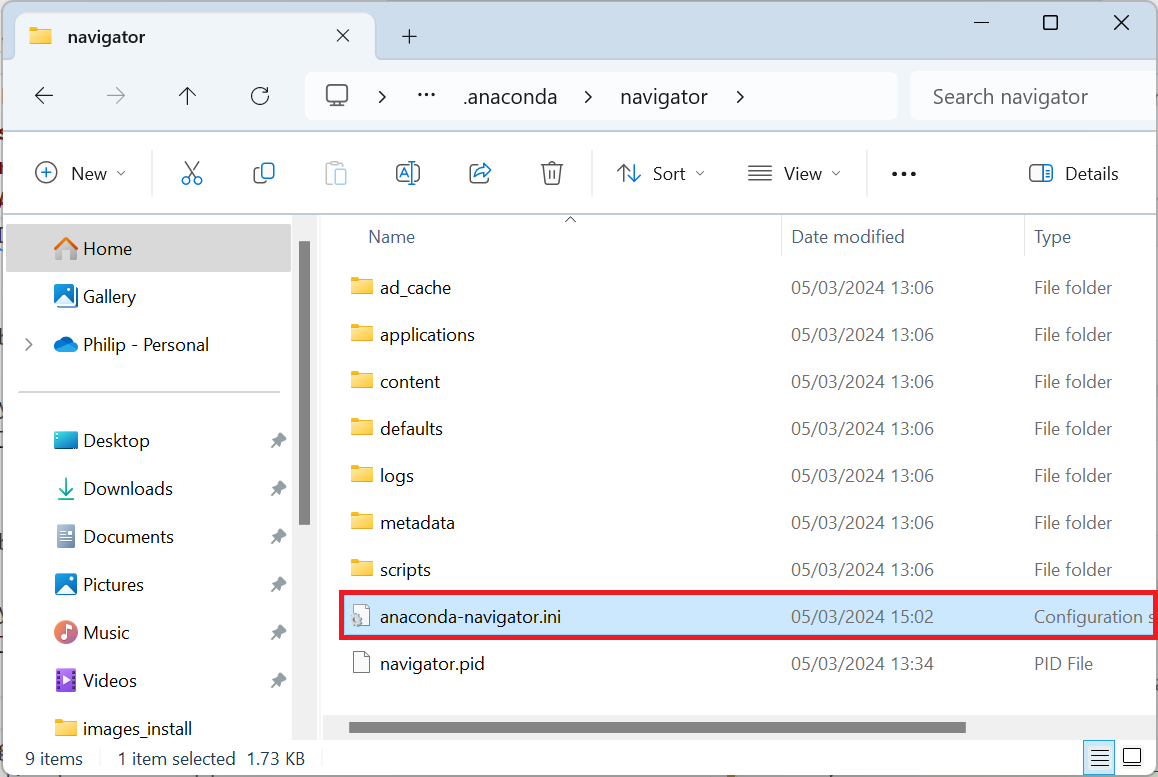 navigator
.anaconda navigator Search navigator
New Sort View Details
Name Date modified Type
Home
Gallery
Philip - Personal
Desktop
Downloads
Documents
Pictures
Music
Videos
images_install
ad_cache 05/03/2024 13:06 File folder
applications 05/03/2024 13:06 File folder
content 05/03/2024 13:06 File folder
defaults 05/03/2024 13:06 File folder
logs 05/03/2024 13:06 File folder
metadata 05/03/2024 13:06 File folder
scripts 05/03/2024 13:06 File folder
anaconda-navigator.ini 05/03/2024 15:02 Configuration s
navigator.pid 05/03/2024 13:34 PID File
9 items 1 item selected 1.73 KB